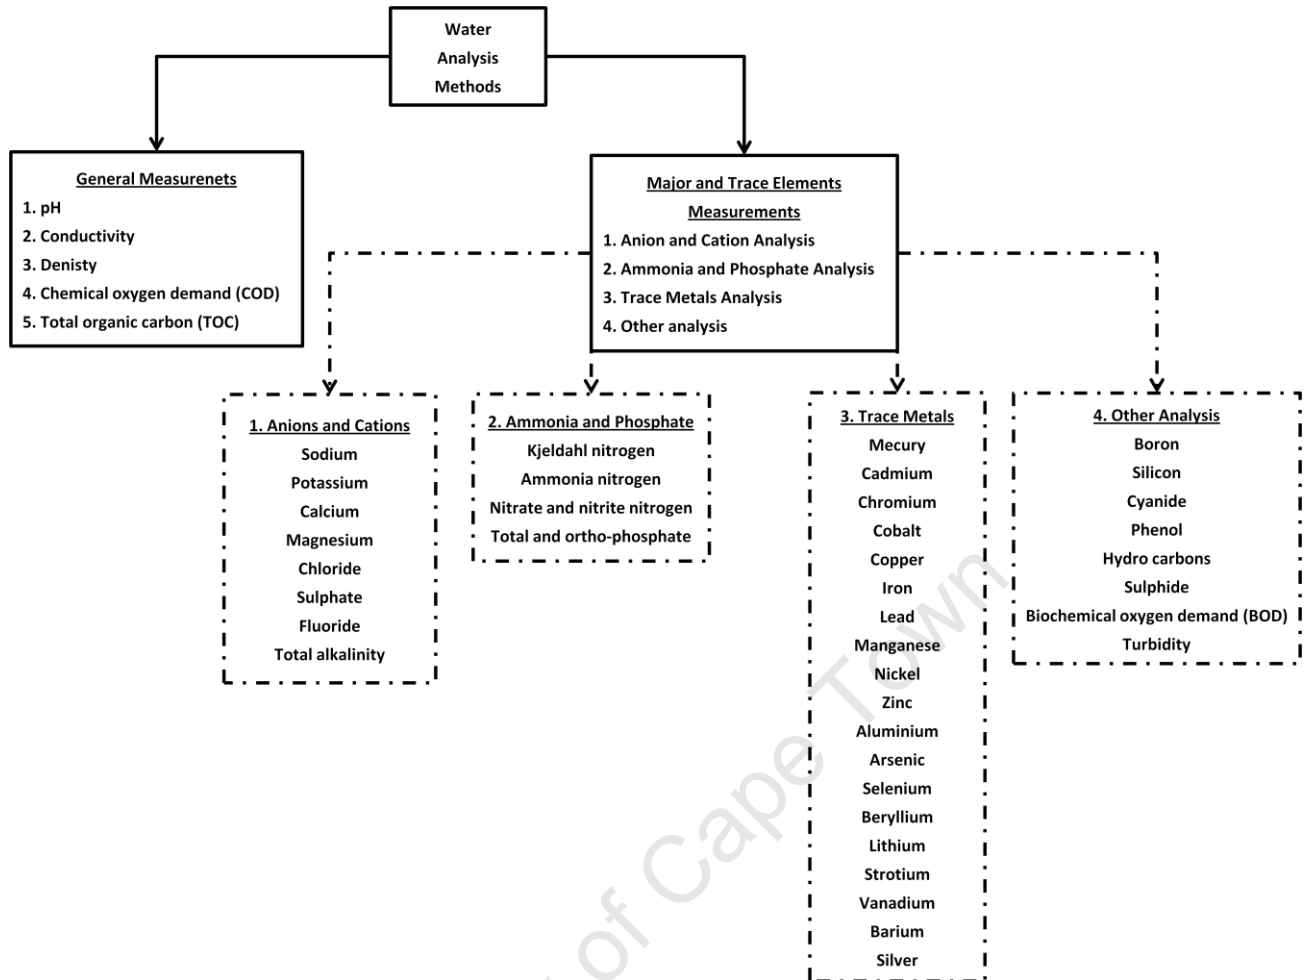 Water
Analysis
Methods
General Measurenets
1. pH
2. Conductivity
3. Denisty
4. Chemical oxygen demand (COD)
5. Total organic carbon (TOC)
Major and Trace Elements
Measurements
1. Anion and Cation Analysis
2. Ammonia and Phosphate Analysis
3. Trace Metals Analysis
4. Other analysis
1. Anions and Cations
Sodium
Potassium
Calcium
Magnesium
Chloride
Sulphate
Fluoride
Total alkalinity
2. Ammonia and Phosphate
Kjeldahl nitrogen
Ammonia nitrogen
Nitrate and nitrite nitrogen
Total and ortho-phosphate
3. Trace Metals
Mecury
Cadmium
Chromium
Cobalt
Copper
Iron
Lead
Manganese
Nickel
Zinc
Aluminium
Arsenic
Selenium
Beryllium
Lithium
Strotium
Vanadium
Barium
Silver
4. Other Analysis
Boron
Silicon
Cyanide
Phenol
Hydro carbons
Sulphide
Biochemical oxygen demand (BOD)
Turbidity
of Cape Town